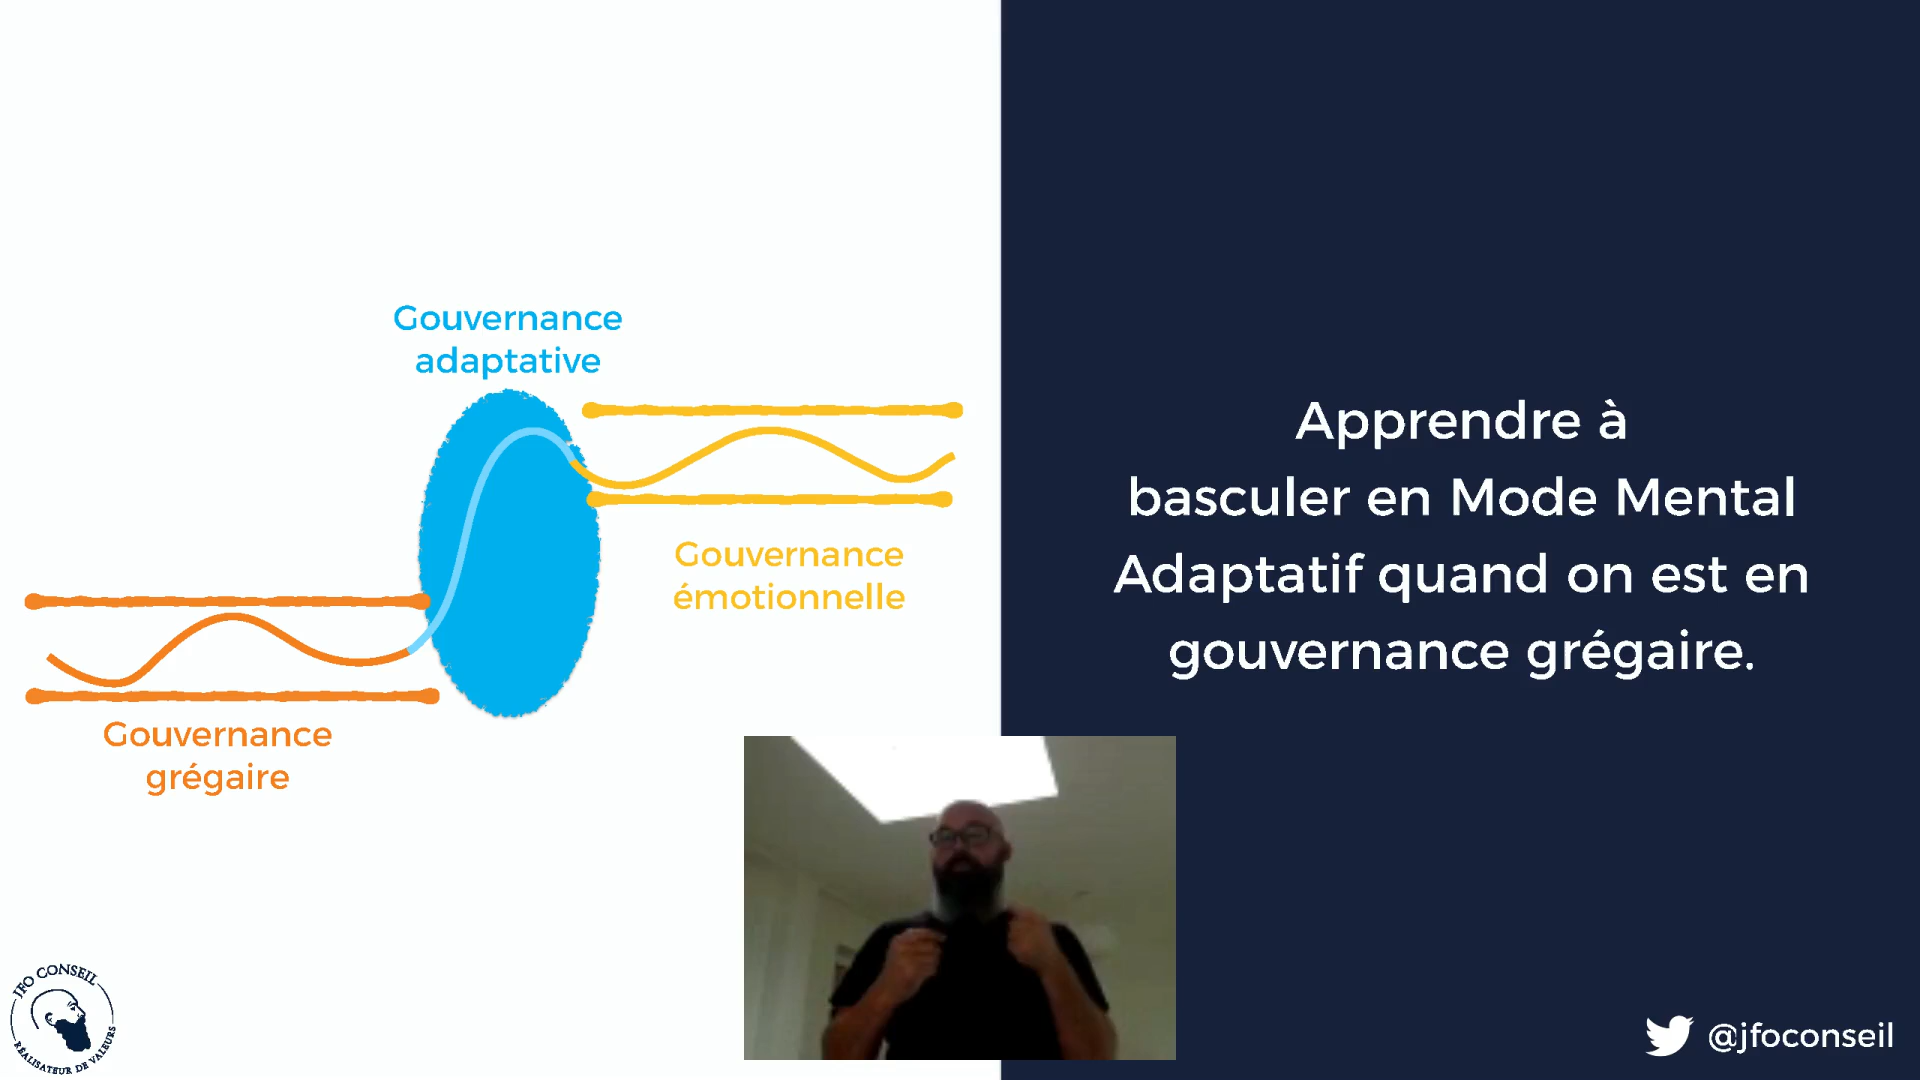 Gouvernance
adaptative
Gouvernance
émotionnelle
Gouvernance
grégaire
Apprendre à
basculer en Mode Mental
Adaptatif quand on est en
gouvernance grégaire.
JFO CONSEIL
RÉALISATEUR DE VALEURS
@jfoconseil